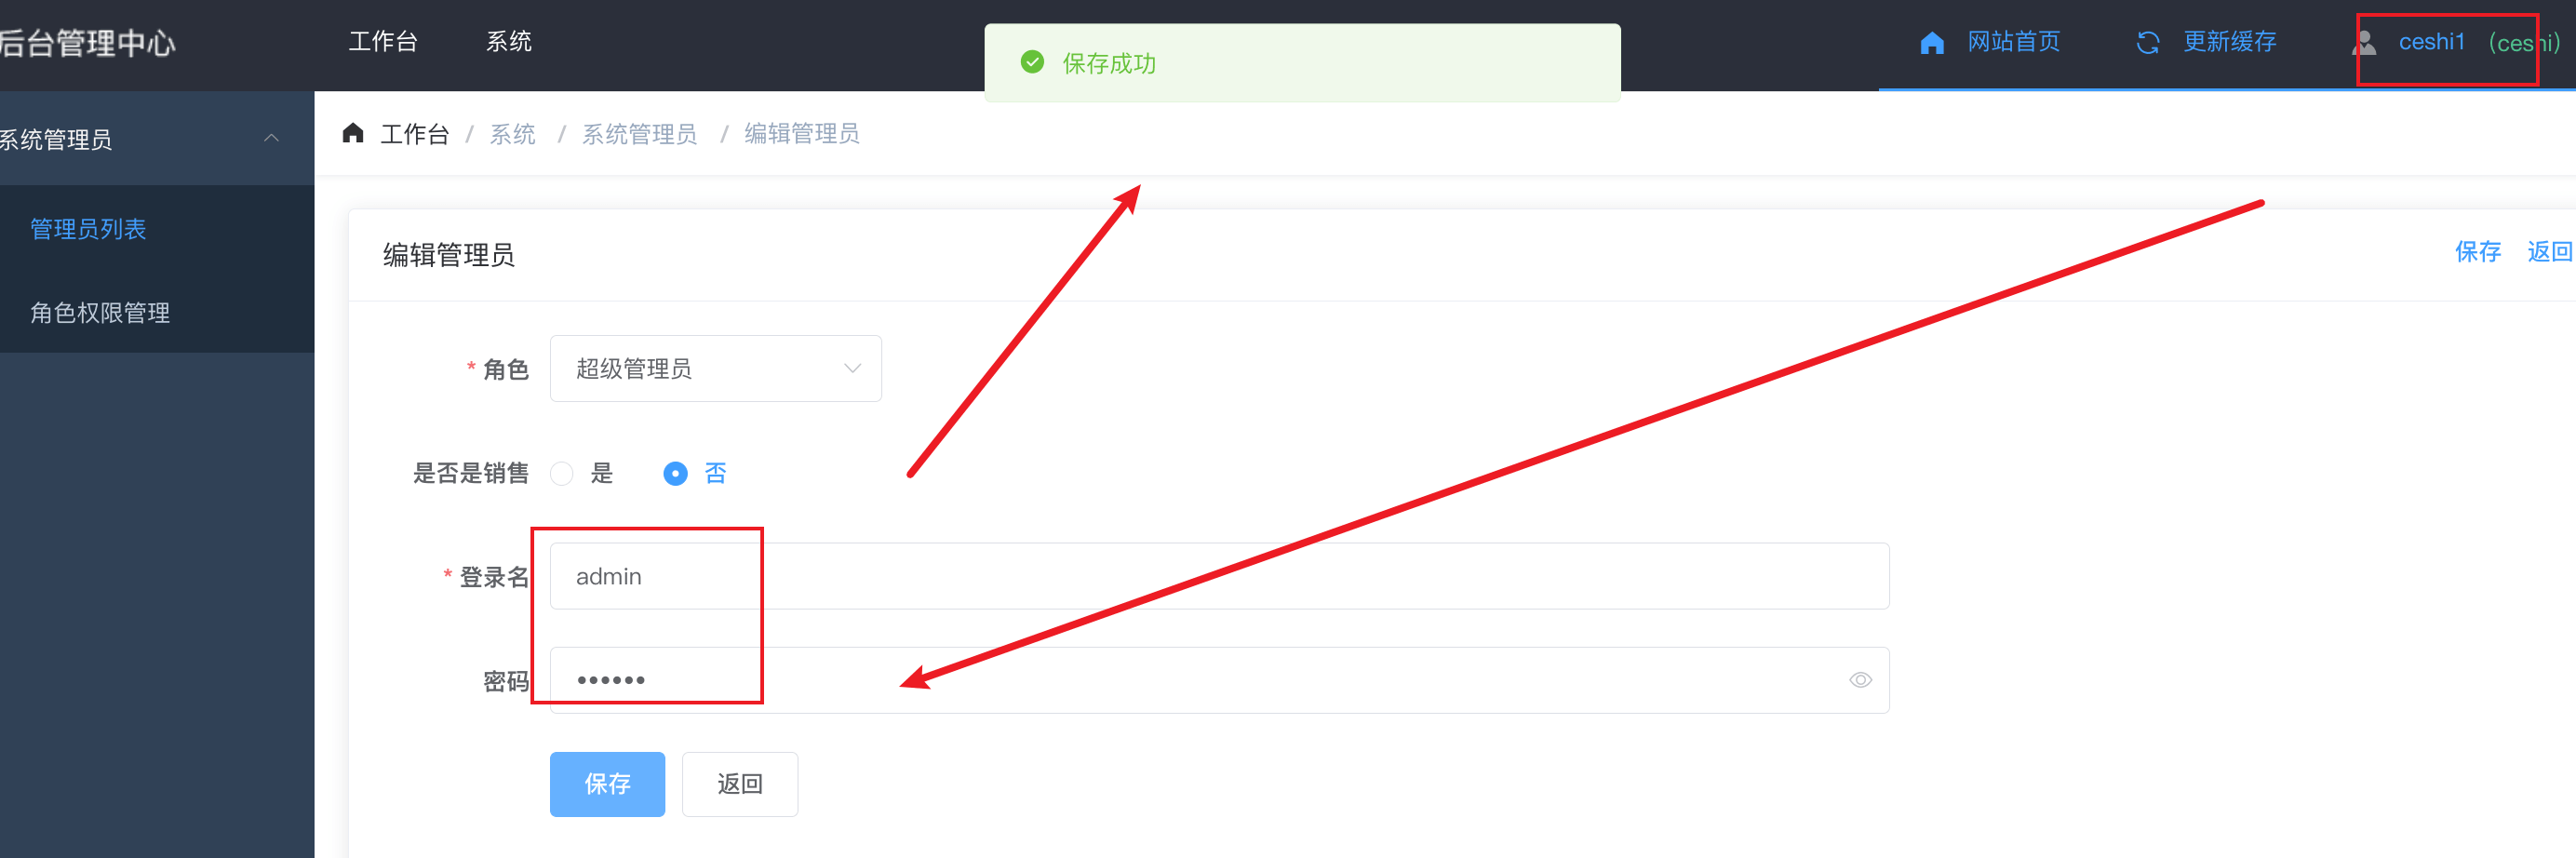 后台管理中心
工作台 系统
保存成功
网站首页 更新缓存 ceshi1 (ceshi)
系统管理员
工作台 / 系统 / 系统管理员 / 编辑管理员
管理员列表
角色权限管理
编辑管理员
保存 返回
* 角色 超级管理员
是否是销售 是 否
* 登录名 admin
密码 ••••••
保存 返回